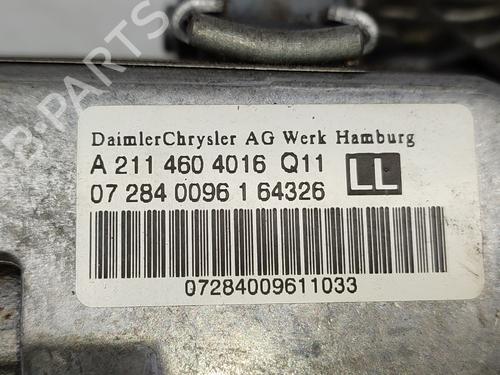 DaimlerChrysler AG Werk Hamburg
A 211 460 4016 Q11
LL
07 284 0096 1 64326
07284009611033
B-PARTS